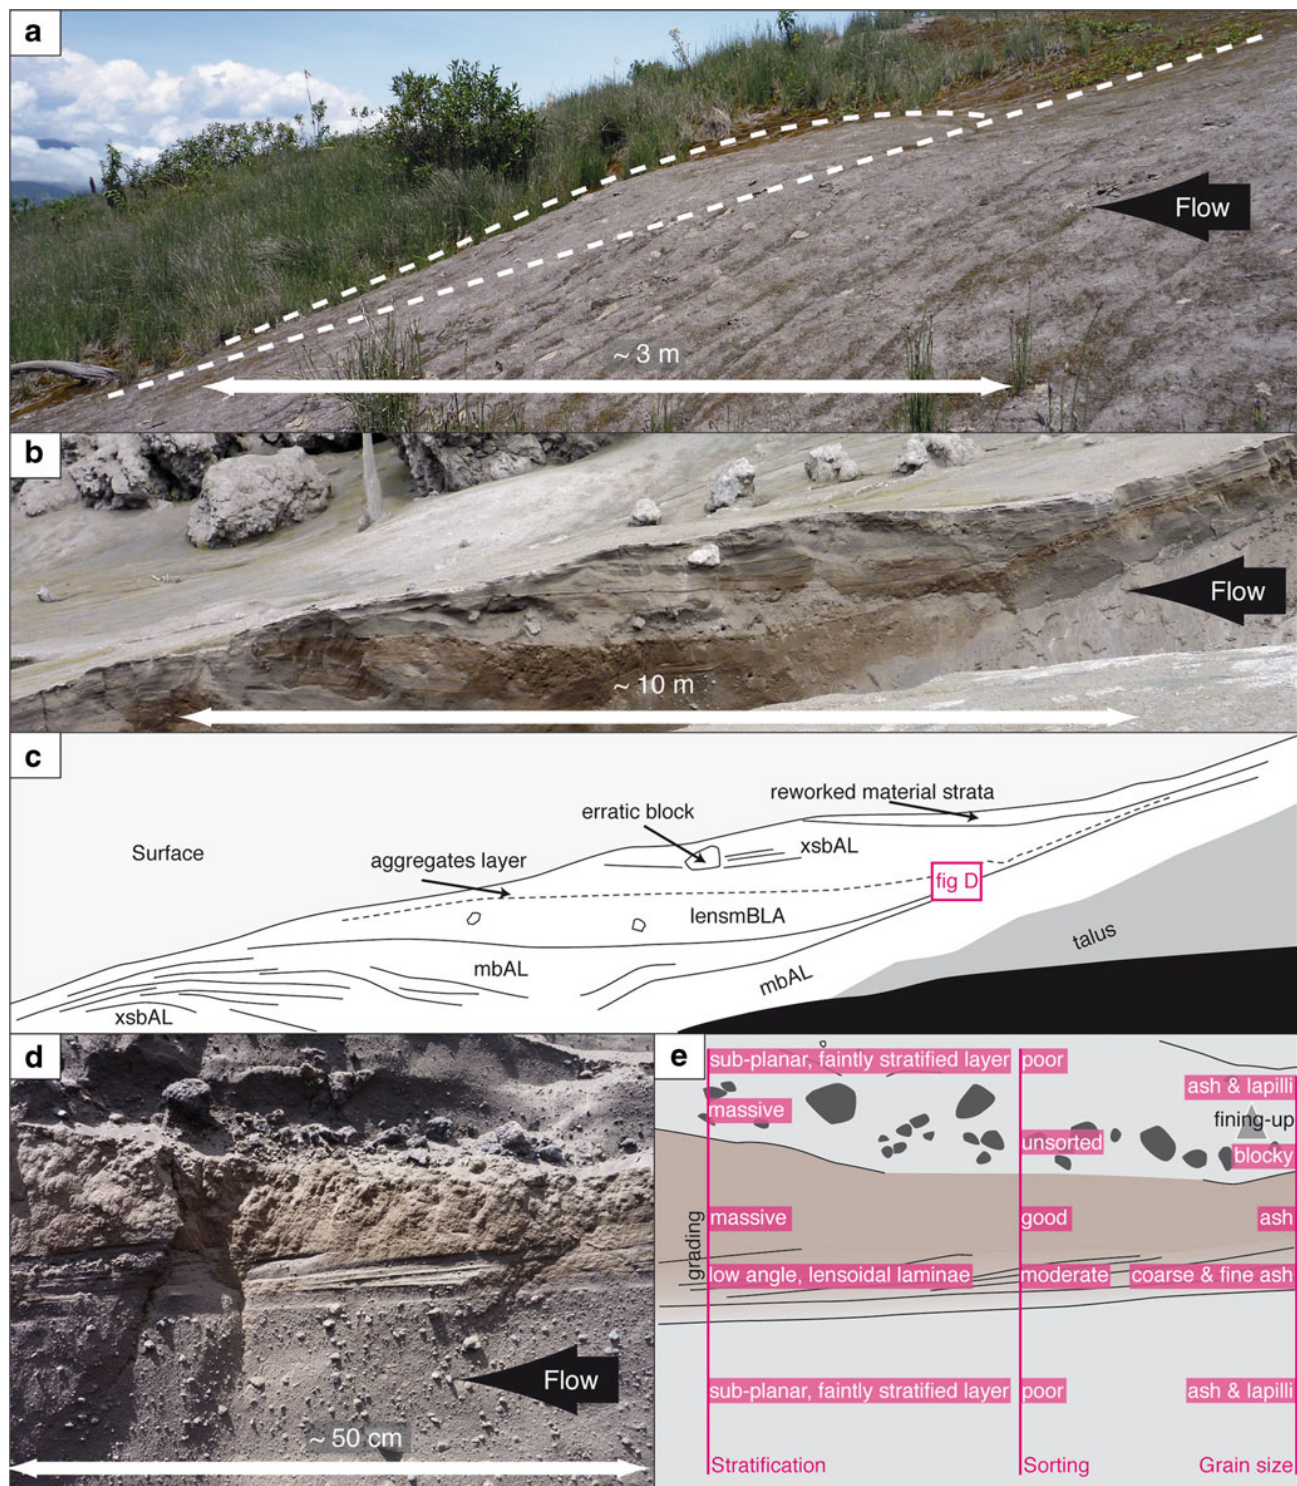 a
Flow
~ 3 m
b
Flow
~ 10 m
c
reworked material strata
erratic block
xsbAL
Surface
aggregates layer
fig D
lensmBLA
talus
mbAL
mbAL
xsbAL
d
Flow
~ 50 cm
e
sub-planar, faintly stratified layer
poor
ash & lapilli
massive
fining-up
unsorted
blocky
massive
good
ash
grading
low angle, lensoidal laminae
moderate
coarse & fine ash
sub-planar, faintly stratified layer
poor
ash & lapilli
Stratification
Sorting
Grain size